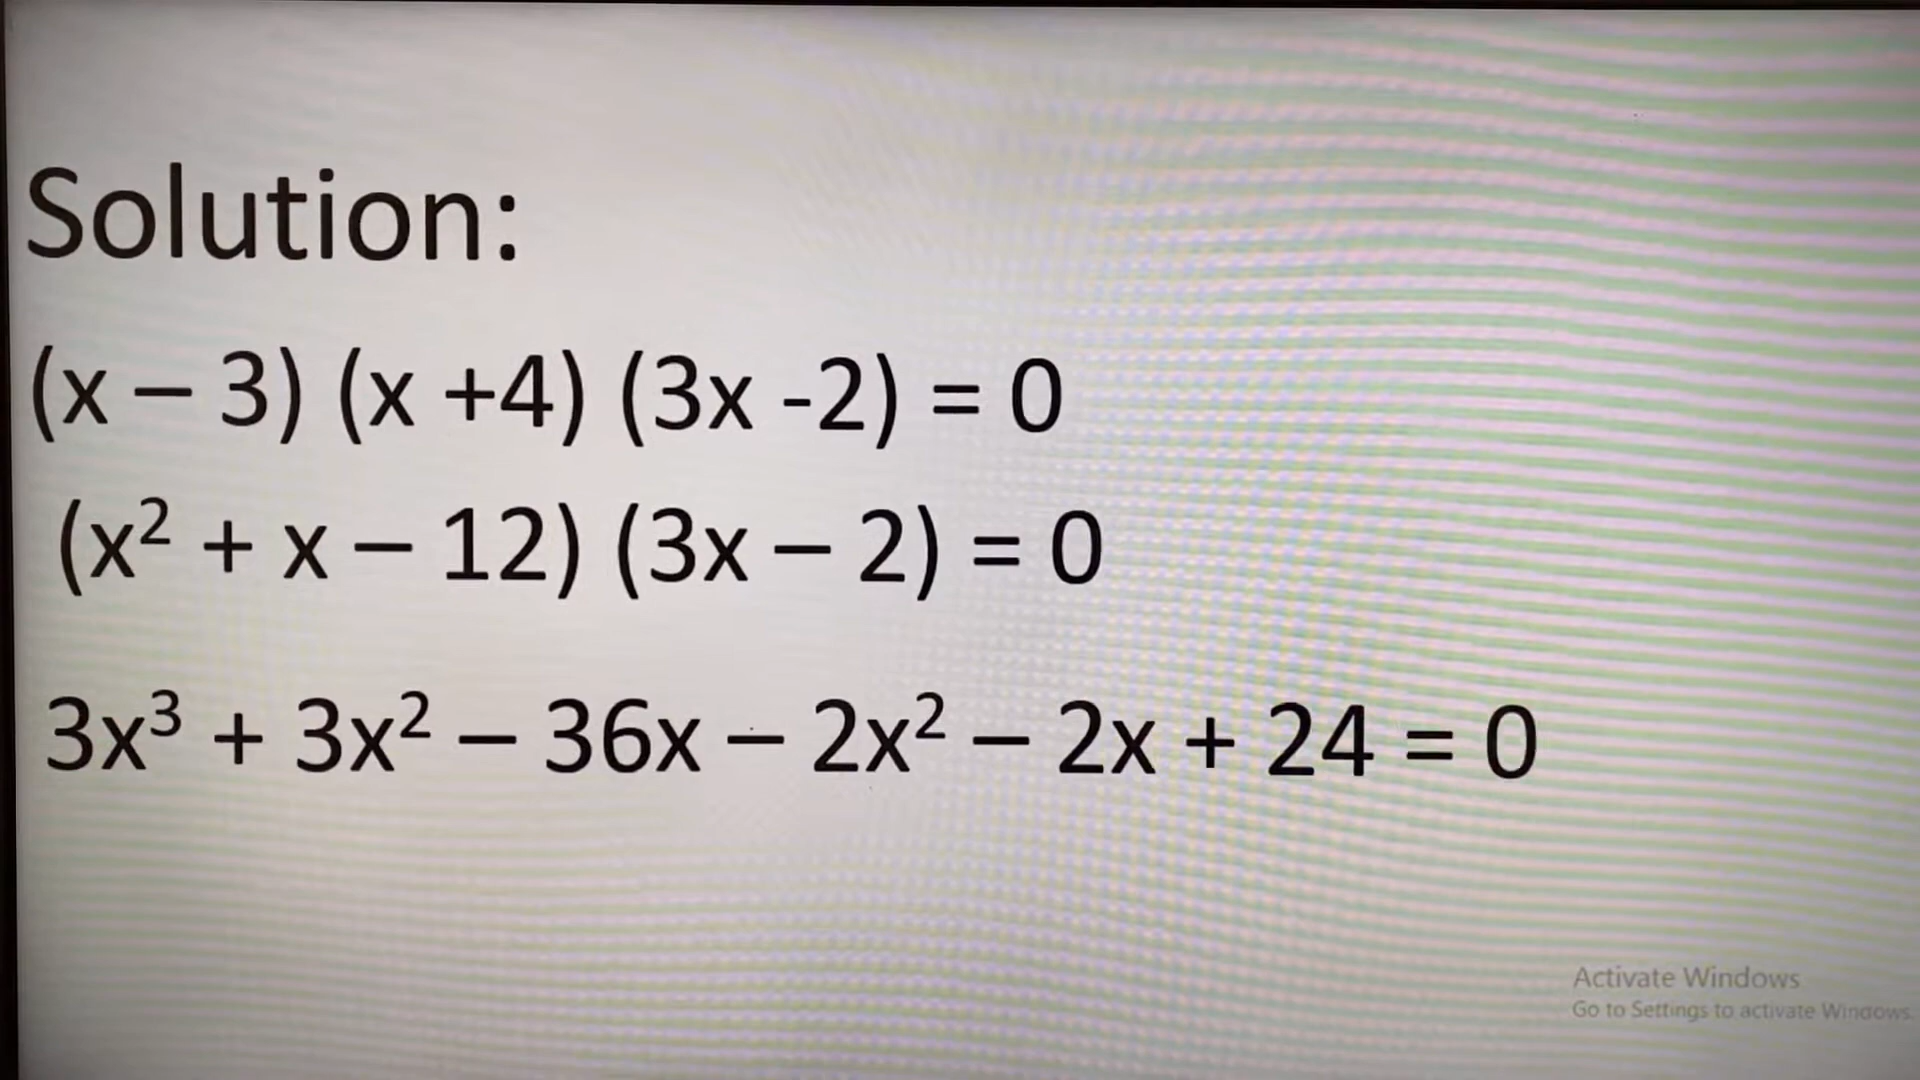 Solution:
(x – 3) (x +4) (3x -2) = 0
(x² + x – 12) (3x – 2) = 0
3x³ + 3x² – 36x – 2x² – 2x + 24 = 0
Activate Windows
Go to Settings to activate Windows.